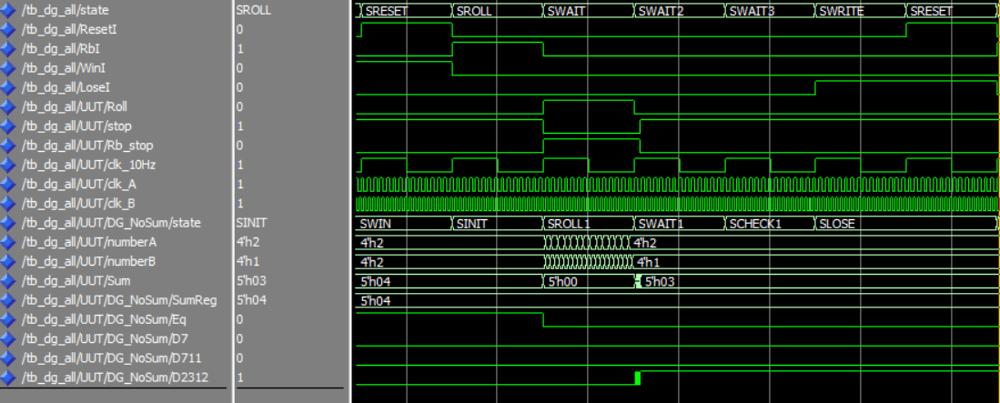 /tb_dg_all/state SROLL SRESET SROLL SWAIT SWAIT2 SWAIT3 SWRITE SRESET
/tb_dg_all/ResetI 0
/tb_dg_all/RbI 1
/tb_dg_all/WinI 0
/tb_dg_all/LoseI 0
/tb_dg_all/UUT/Roll 0
/tb_dg_all/UUT/stop 1
/tb_dg_all/UUT/Rb_stop 0
/tb_dg_all/UUT/clk_10Hz 1
/tb_dg_all/UUT/clk_A 1
/tb_dg_all/UUT/clk_B 1
/tb_dg_all/UUT/DG_NoSum/state SINIT SWIN SINIT SROLL1 SWAIT1 SCHECK1 SLOSE
/tb_dg_all/UUT/numberA 4'h2 4'h2 4'h2
/tb_dg_all/UUT/numberB 4'h1 4'h2 4'h1
/tb_dg_all/UUT/Sum 5'h03 5'h04 5'h00 5'h03
/tb_dg_all/UUT/DG_NoSum/SumReg 5'h04 5'h04
/tb_dg_all/UUT/DG_NoSum/Eq 0
/tb_dg_all/UUT/DG_NoSum/D7 0
/tb_dg_all/UUT/DG_NoSum/D711 0
/tb_dg_all/UUT/DG_NoSum/D2312 1